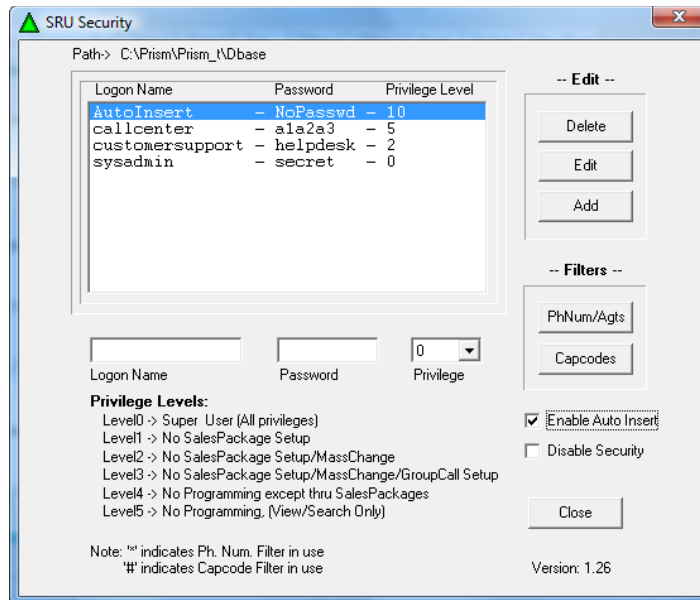 SRU Security
Path-> C:\Prism\Prism_t\Dbase
Logon Name Password Privilege Level
AutoInsert - NoPasswd - 10
callcenter - a1a2a3 - 5
customersupport - helpdesk - 2
sysadmin - secret - 0
-- Edit --
Delete
Edit
Add
-- Filters --
PhNum/Agts
Capcodes
0
Logon Name Password Privilege
Privilege Levels:
Level0 -> Super User (All privileges)
Level1 -> No SalesPackage Setup
Level2 -> No SalesPackage Setup/MassChange
Level3 -> No SalesPackage Setup/MassChange/GroupCall Setup
Level4 -> No Programming except thru SalesPackages
Level5 -> No Programming, (View/Search Only)
Enable Auto Insert
Disable Security
Close
Note: '*' indicates Ph. Num. Filter in use
'#' indicates Capcode Filter in use
Version: 1.26